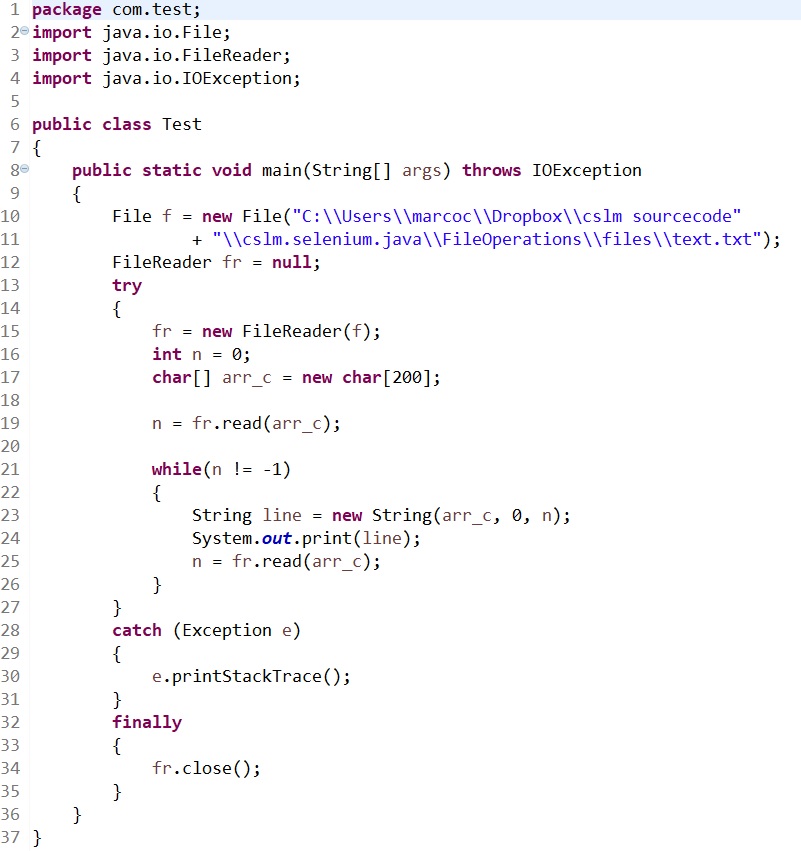 1 package com.test;
2 import java.io.File;
3 import java.io.FileReader;
4 import java.io.IOException;
5
6 public class Test
7 {
8     public static void main(String[] args) throws IOException
9     {
10         File f = new File("C:\\Users\\marcoc\\Dropbox\\cslm sourcecode"
11                 + "\\cslm.selenium.java\\FileOperations\\files\\text.txt");
12         FileReader fr = null;
13         try
14         {
15             fr = new FileReader(f);
16             int n = 0;
17             char[] arr_c = new char[200];
18
19             n = fr.read(arr_c);
20
21             while(n != -1)
22             {
23                 String line = new String(arr_c, 0, n);
24                 System.out.print(line);
25                 n = fr.read(arr_c);
26             }
27         }
28         catch (Exception e)
29         {
30             e.printStackTrace();
31         }
32         finally
33         {
34             fr.close();
35         }
36     }
37 }